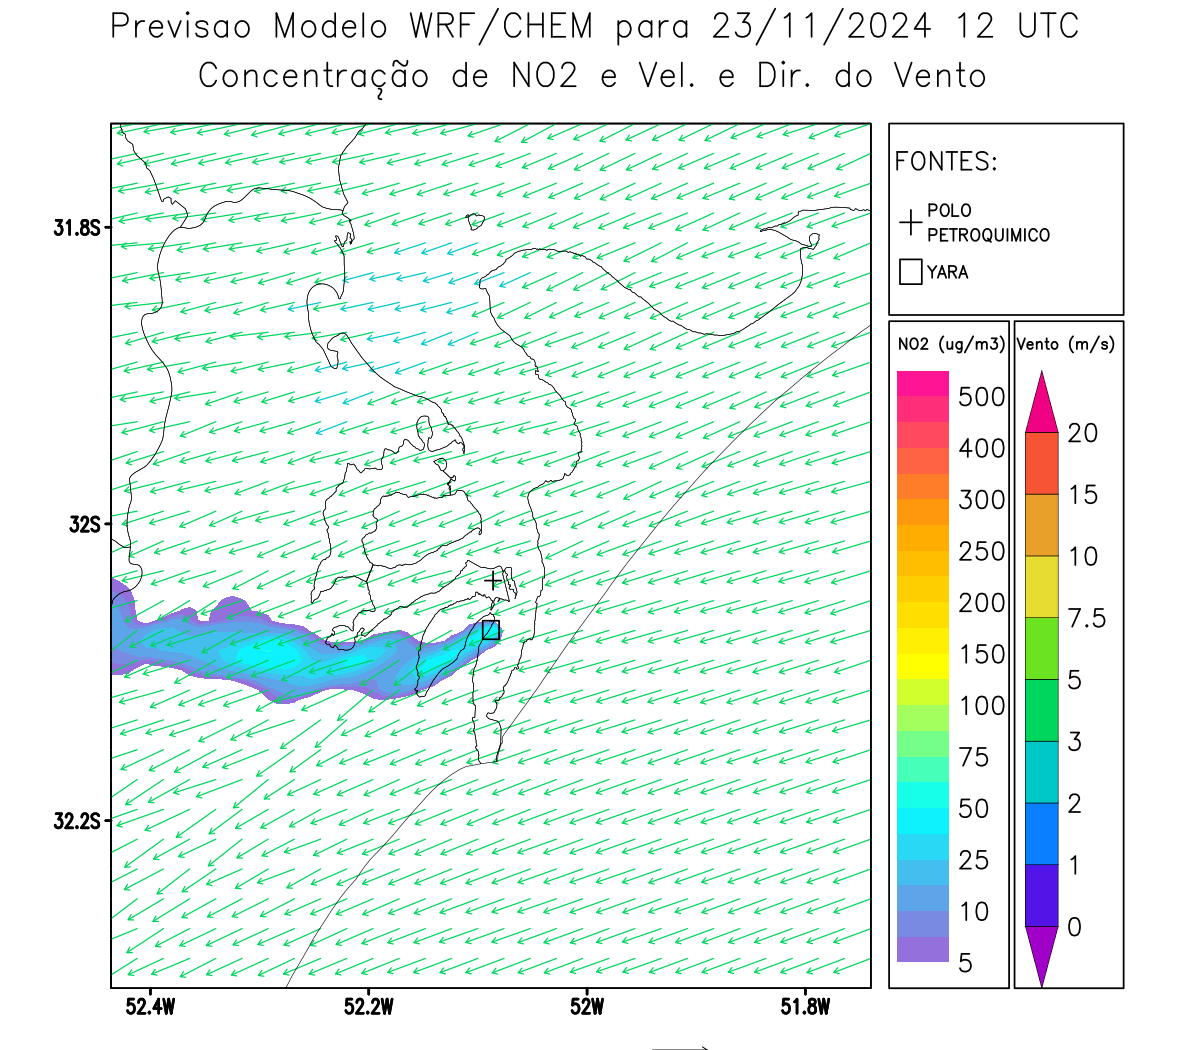 Previsao Modelo WRF/CHEM para 23/11/2024 12 UTC
Concentração de NO2 e Vel. e Dir. do Vento
FONTES:
POLO
PETROQUIMICO
YARA
NO2 (ug/m3)
500
400
300
250
200
150
100
75
50
25
10
5
Vento (m/s)
20
15
10
7.5
5
3
2
1
0
31.8S
32S
32.2S
52.4W
52.2W
52W
51.8W